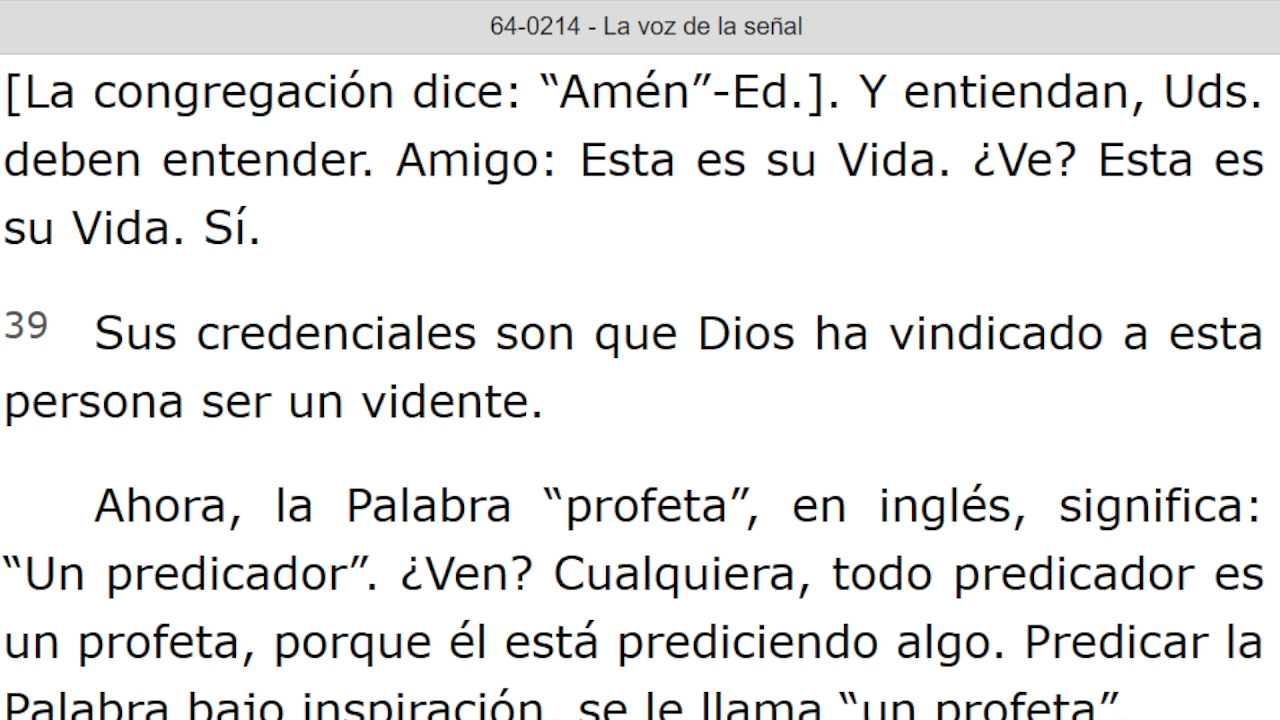 64-0214 - La voz de la señal
[La congregación dice: “Amén”-Ed.]. Y entiendan, Uds.
deben entender. Amigo: Esta es su Vida. ¿Ve? Esta es
su Vida. Sí.
39 Sus credenciales son que Dios ha vindicado a esta
persona ser un vidente.
Ahora, la Palabra “profeta”, en inglés, significa:
“Un predicador”. ¿Ven? Cualquiera, todo predicador es
un profeta, porque él está prediciendo algo. Predicar la
Palabra bajo inspiración, se le llama “un profeta”.